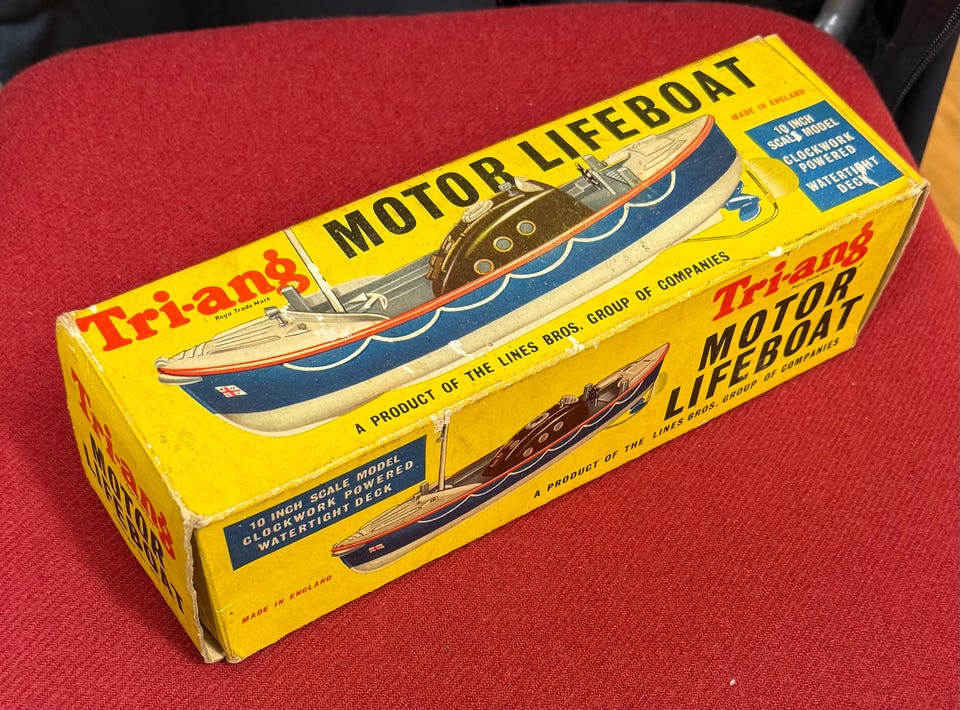 MOTOR LIFEBOAT
MADE IN ENGLAND
10 INCH
SCALE MODEL
CLOCKWORK
POWERED
WATERTIGHT
DECK
Tri-ang
Regd Trade Mark
A PRODUCT OF THE LINES BROS. GROUP OF COMPANIES
Tri-ang
MOTOR
LIFEBOAT
A PRODUCT OF THE LINES BROS. GROUP OF COMPANIES
10 INCH SCALE MODEL
CLOCKWORK POWERED
WATERTIGHT DECK
MADE IN ENGLAND
Tri-ang
MOTOR
LIFEBOAT